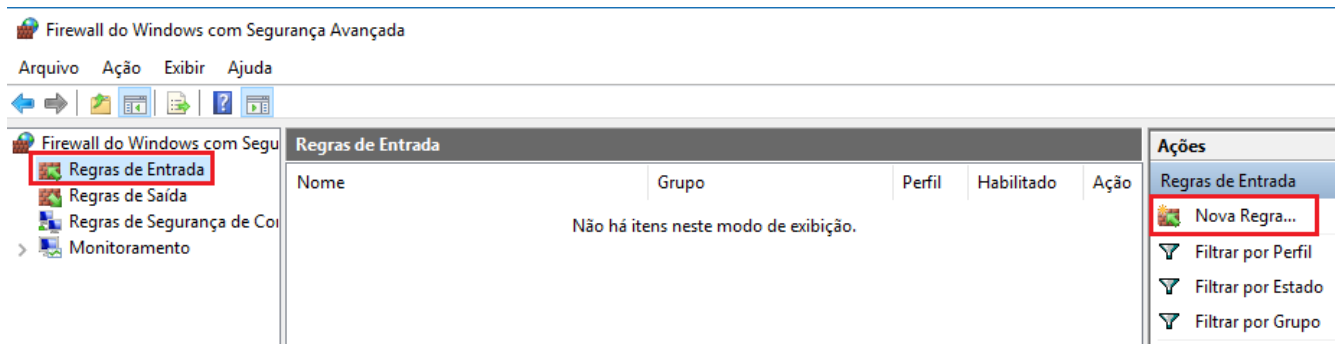 Firewall do Windows com Segurança Avançada
Arquivo Ação Exibir Ajuda
Firewall do Windows com Segu
Regras de Entrada
Regras de Saída
Regras de Segurança de Co
Monitoramento
Regras de Entrada
Nome Grupo Perfil Habilitado Ação
Não há itens neste modo de exibição.
Ações
Regras de Entrada
Nova Regra...
Filtrar por Perfil
Filtrar por Estado
Filtrar por Grupo